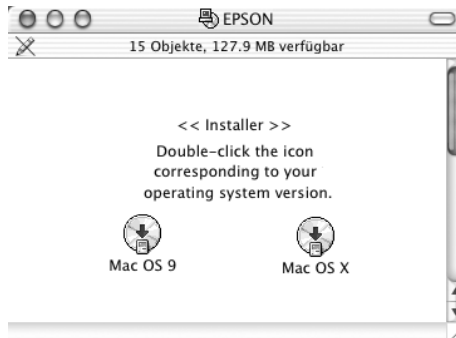 EPSON
15 Objekte, 127.9 MB verfügbar
<< Installer >>
Double-click the icon
corresponding to your
operating system version.
Mac OS 9
Mac OS X